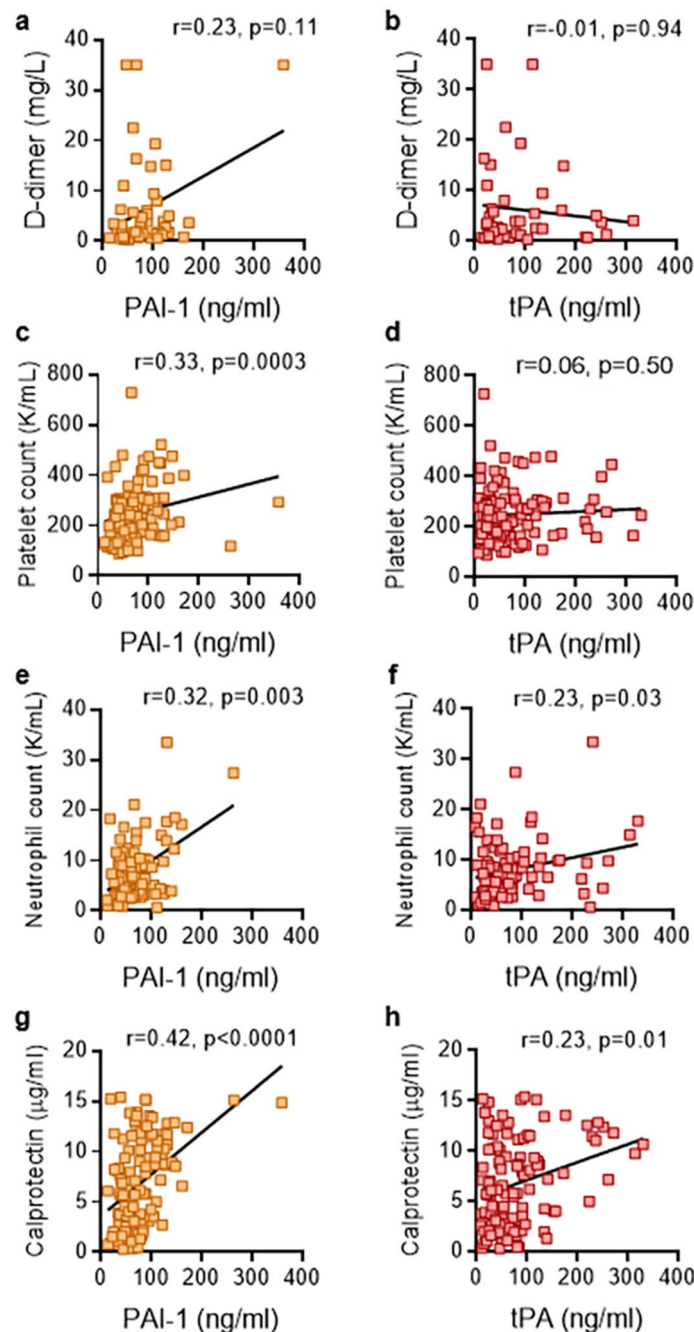 a
r=0.23, p=0.11
D-dimer (mg/L)
40
30
20
10
0
0 100 200 300 400
PAI-1 (ng/ml)
b
r=-0.01, p=0.94
D-dimer (mg/L)
40
30
20
10
0
0 100 200 300 400
tPA (ng/ml)
c
r=0.33, p=0.0003
Platelet count (K/mL)
800
600
400
200
0
0 100 200 300 400
PAI-1 (ng/ml)
d
r=0.06, p=0.50
Platelet count (K/mL)
800
600
400
200
0
0 100 200 300 400
tPA (ng/ml)
e
r=0.32, p=0.003
Neutrophil count (K/mL)
40
30
20
10
0
0 100 200 300 400
PAI-1 (ng/ml)
f
r=0.23, p=0.03
Neutrophil count (K/mL)
40
30
20
10
0
0 100 200 300 400
tPA (ng/ml)
g
r=0.42, p<0.0001
Calprotectin (µg/ml)
20
15
10
5
0
0 100 200 300 400
PAI-1 (ng/ml)
h
r=0.23, p=0.01
Calprotectin (µg/ml)
20
15
10
5
0
0 100 200 300 400
tPA (ng/ml)